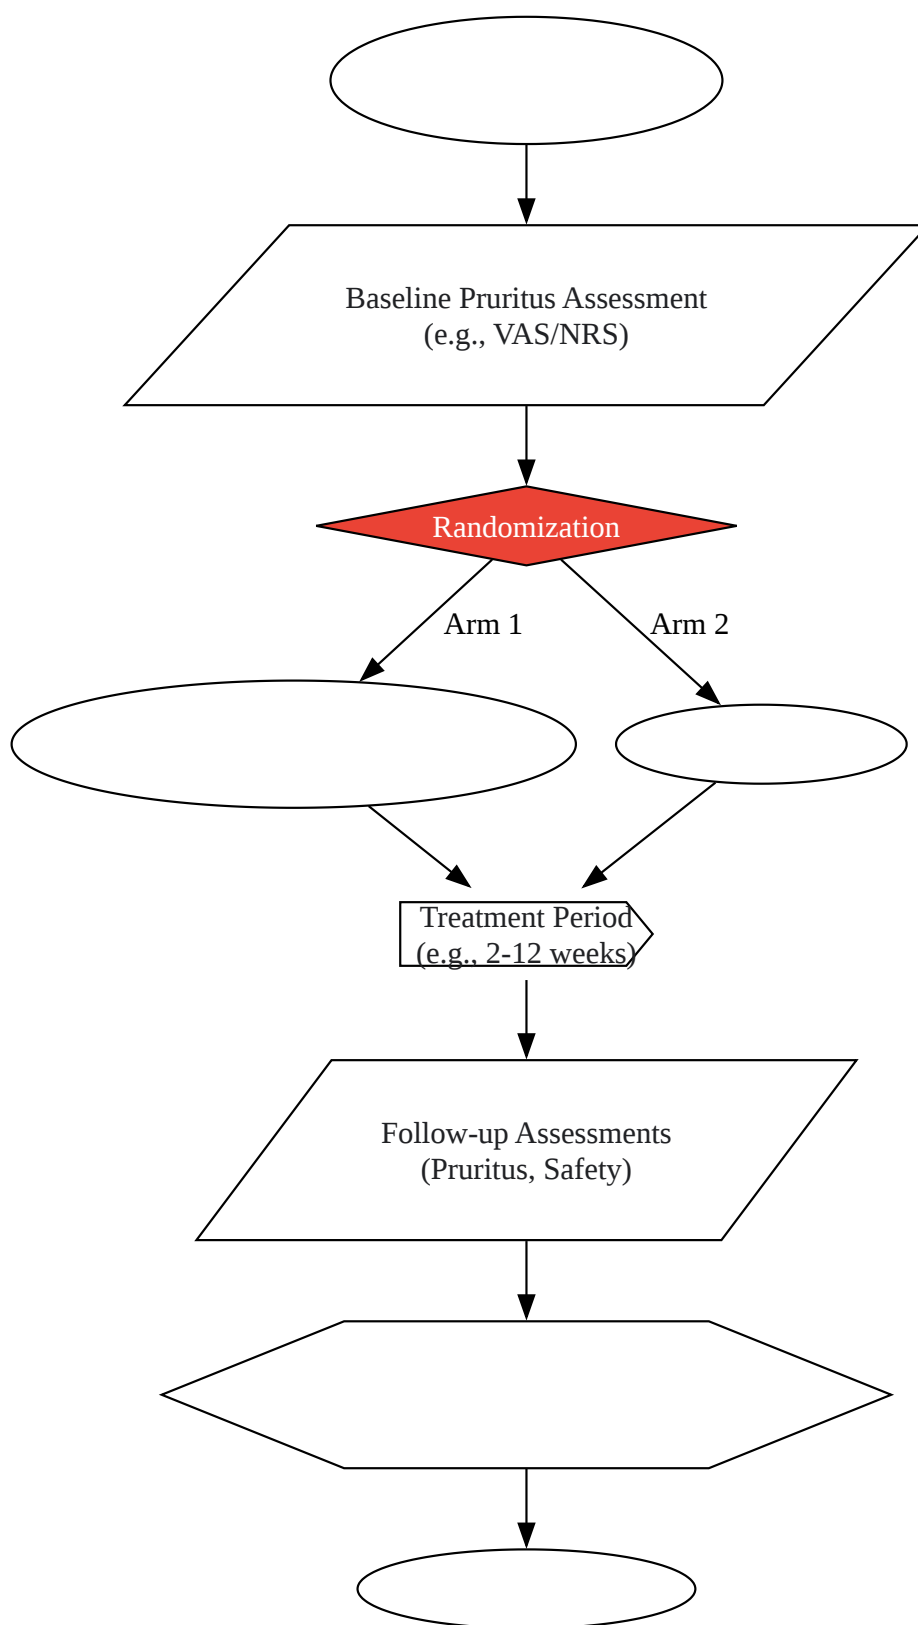 Baseline Pruritus Assessment
(e.g., VAS/NRS)
Randomization
Arm 1
Arm 2
Treatment Period
(e.g., 2-12 weeks)
Follow-up Assessments
(Pruritus, Safety)